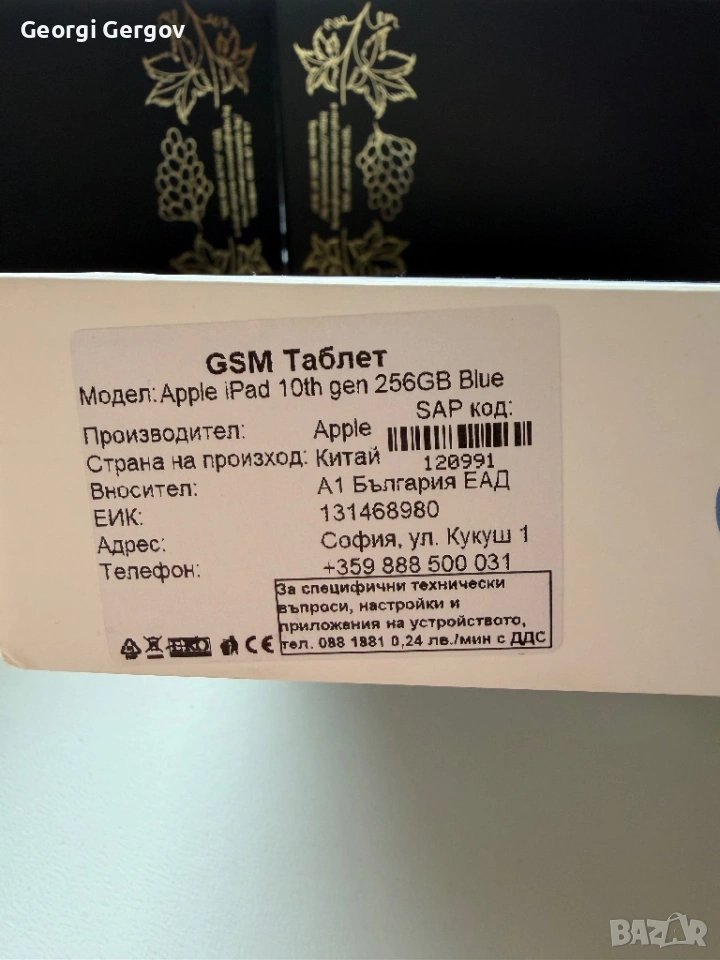 Georgi Gergov
GSM Таблет
Модел: Apple iPad 10th gen 256GB Blue
SAP код:
Производител: Apple
120991
Страна на произход: Китай
Вносител: А1 България ЕАД
ЕИК: 131468980
Адрес: София, ул. Кукуш 1
Телефон: +359 888 500 031
За специфични технически
въпроси, настройки и
приложения на устройството,
тел. 088 1881 0,24 лв./мин с ДДС
CE
BAZAR